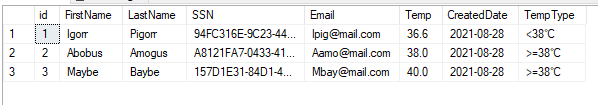 id FirstName LastName SSN Email Temp CreatedDate TempType
1 1 Igorr Pigorr 94FC316E-9C23-44... Ipig@mail.com 36.6 2021-08-28 <38°C
2 2 Abobus Amogus A8121FA7-0433-41... Aamo@mail.com 38.0 2021-08-28 >=38°C
3 3 Maybe Baybe 157D1E31-84D1-4... Mbay@mail.com 40.0 2021-08-28 >=38°C